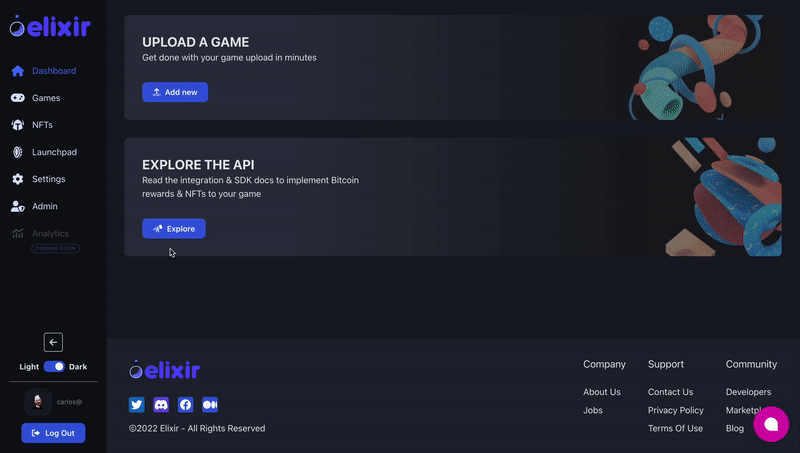 elixir
Dashboard
Games
NFTs
Launchpad
Settings
Admin
Analytics
COMING SOON
Light Dark
carlos@
Log Out
UPLOAD A GAME
Get done with your game upload in minutes
Add new
EXPLORE THE API
Read the integration & SDK docs to implement Bitcoin
rewards & NFTs to your game
Explore
elixir
©2022 Elixir - All Rights Reserved
Company
About Us
Jobs
Support
Contact Us
Privacy Policy
Terms Of Use
Community
Developers
Blog